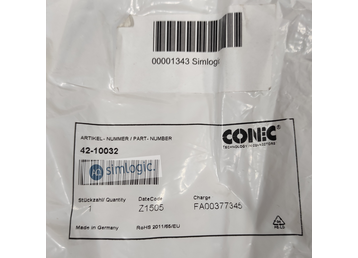 00001343 Simlogic
ARTIKEL- NUMMER / PART- NUMBER
42-10032
CONEC
simlogic.
Stückzahl Quantity
DateCode
Charge
1
Z1505
FA00377345
Made in Germany
RoHS 2011/65/EU